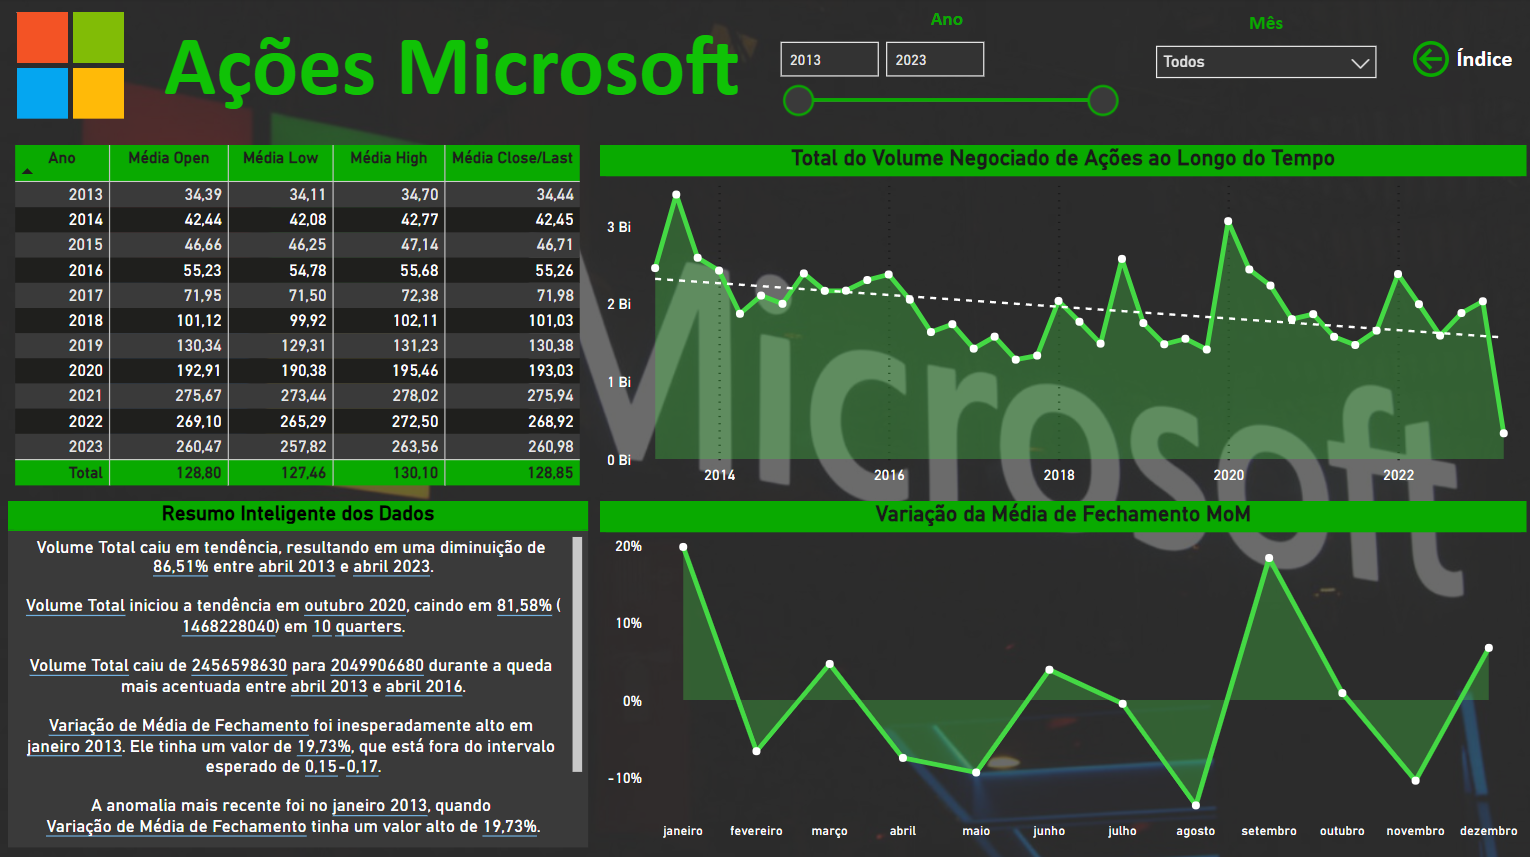 Ações Microsoft
Ano
2013
2023
Mês
Todos
Índice
Ano Média Open Média Low Média High Média Close/Last
2013 34,39 34,11 34,70 34,44
2014 42,44 42,08 42,77 42,45
2015 46,66 46,25 47,14 46,71
2016 55,23 54,78 55,68 55,26
2017 71,95 71,50 72,38 71,98
2018 101,12 99,92 102,11 101,03
2019 130,34 129,31 131,23 130,38
2020 192,91 190,38 195,46 193,03
2021 275,67 273,44 278,02 275,94
2022 269,10 265,29 272,50 268,92
2023 260,47 257,82 263,56 260,98
Total 128,80 127,46 130,10 128,85
Total do Volume Negociado de Ações ao Longo do Tempo
3 Bi
2 Bi
1 Bi
0 Bi
2014 2016 2018 2020 2022
Microsoft
Resumo Inteligente dos Dados
Volume Total caiu em tendência, resultando em uma diminuição de
86,51% entre abril 2013 e abril 2023.
Volume Total iniciou a tendência em outubro 2020, caindo em 81,58% (
1468228040) em 10 quarters.
Volume Total caiu de 2456598630 para 2049906680 durante a queda
mais acentuada entre abril 2013 e abril 2016.
Variação de Média de Fechamento foi inesperadamente alto em
janeiro 2013. Ele tinha um valor de 19,73%, que está fora do intervalo
esperado de 0,15-0,17.
A anomalia mais recente foi no janeiro 2013, quando
Variação de Média de Fechamento tinha um valor alto de 19,73%.
Variação da Média de Fechamento MoM
20%
10%
0%
-10%
janeiro fevereiro março abril maio junho julho agosto setembro outubro novembro dezembro